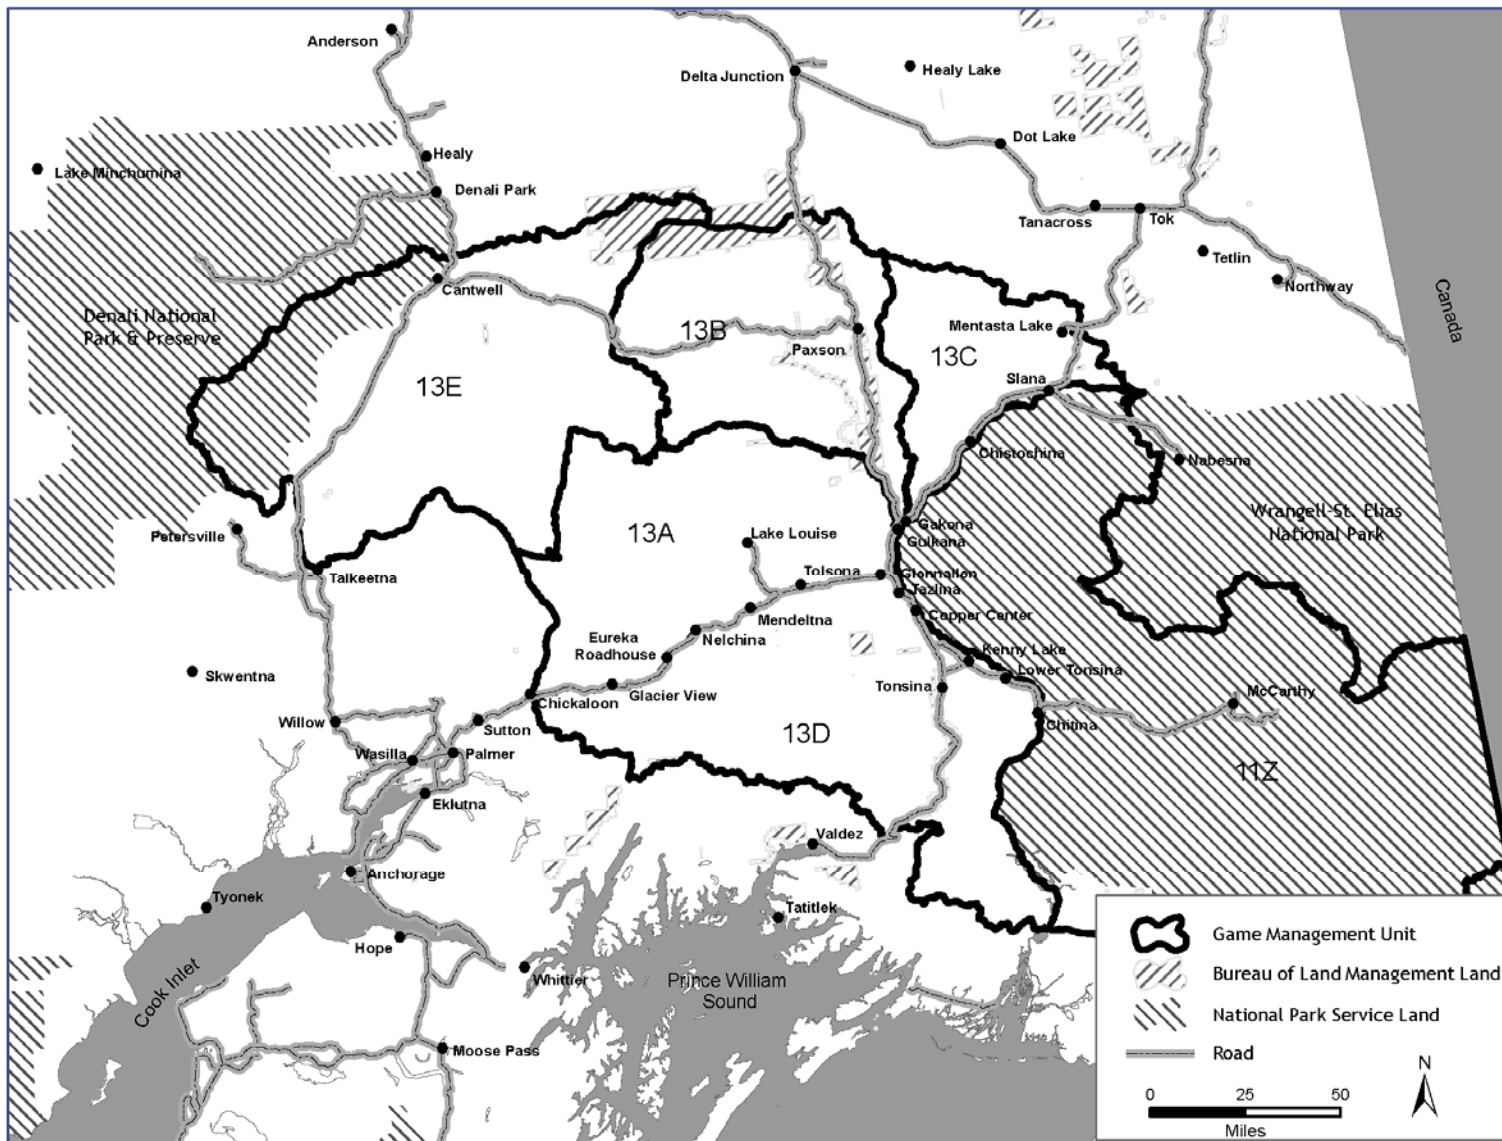 Anderson
Delta Junction
Healy Lake
Dot Lake
Healy
Lake Minchumina
Denali Park
Tanacross
Tok
Tetlin
Northway
Canada
Cantwell
Denali National
Park & Preserve
13B
Mentasta Lake
Paxson
13C
Slana
13E
Chistochina
Nabesna
Wrangell-St. Elias
National Park
Gakona
Gulkana
13A
Lake Louise
Petersville
Talkeetna
Tolsona
Glennallen
Tazlina
Copper Center
Mendeltna
Nelchina
Eureka
Roadhouse
Kenny Lake
Lower Tonsina
Skwentna
Tonsina
Glacier View
Chickaloon
McCarthy
Chitina
Willow
Sutton
13D
Wasilla
Palmer
11Z
Eklutna
Valdez
Anchorage
Tyonek
Tatitlek
Hope
Whittier
Prince William
Sound
Cook Inlet
Moose Pass
Game Management Unit
Bureau of Land Management Land
National Park Service Land
Road
N
0 25 50
Miles